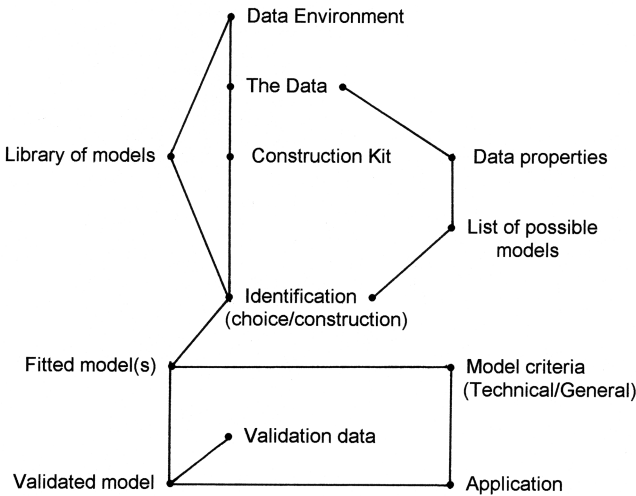 Data Environment
The Data
Library of models
Construction Kit
Data properties
List of possible
models
Identification
(choice/construction)
Fitted model(s)
Model criteria
(Technical/General)
Validation data
Validated model
Application